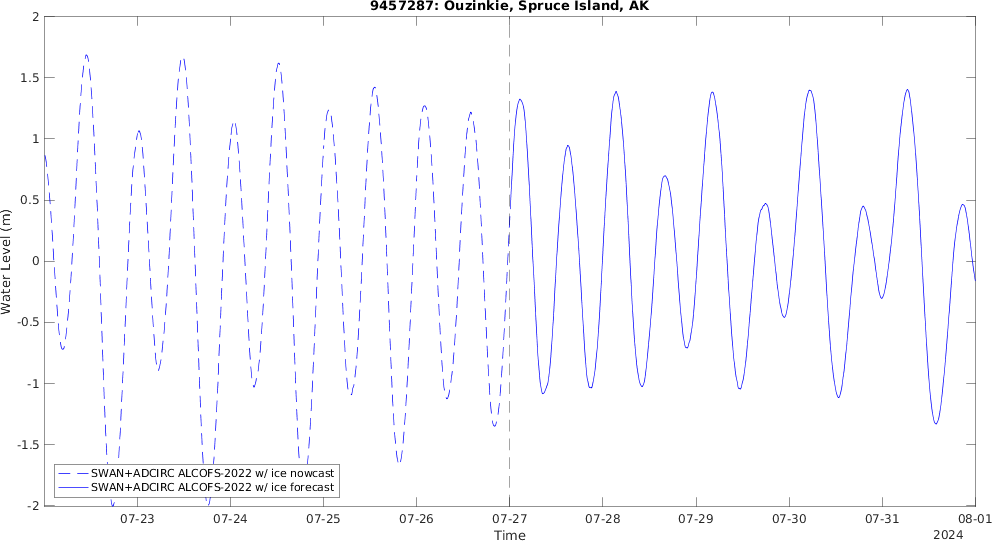 9457287: Ouzinkie, Spruce Island, AK
2
1.5
1
0.5
0
-0.5
-1
-1.5
-2
Water Level (m)
SWAN+ADCIRC ALCOFS-2022 w/ ice nowcast
SWAN+ADCIRC ALCOFS-2022 w/ ice forecast
07-23 07-24 07-25 07-26 07-27 07-28 07-29 07-30 07-31 08-01
Time
2024